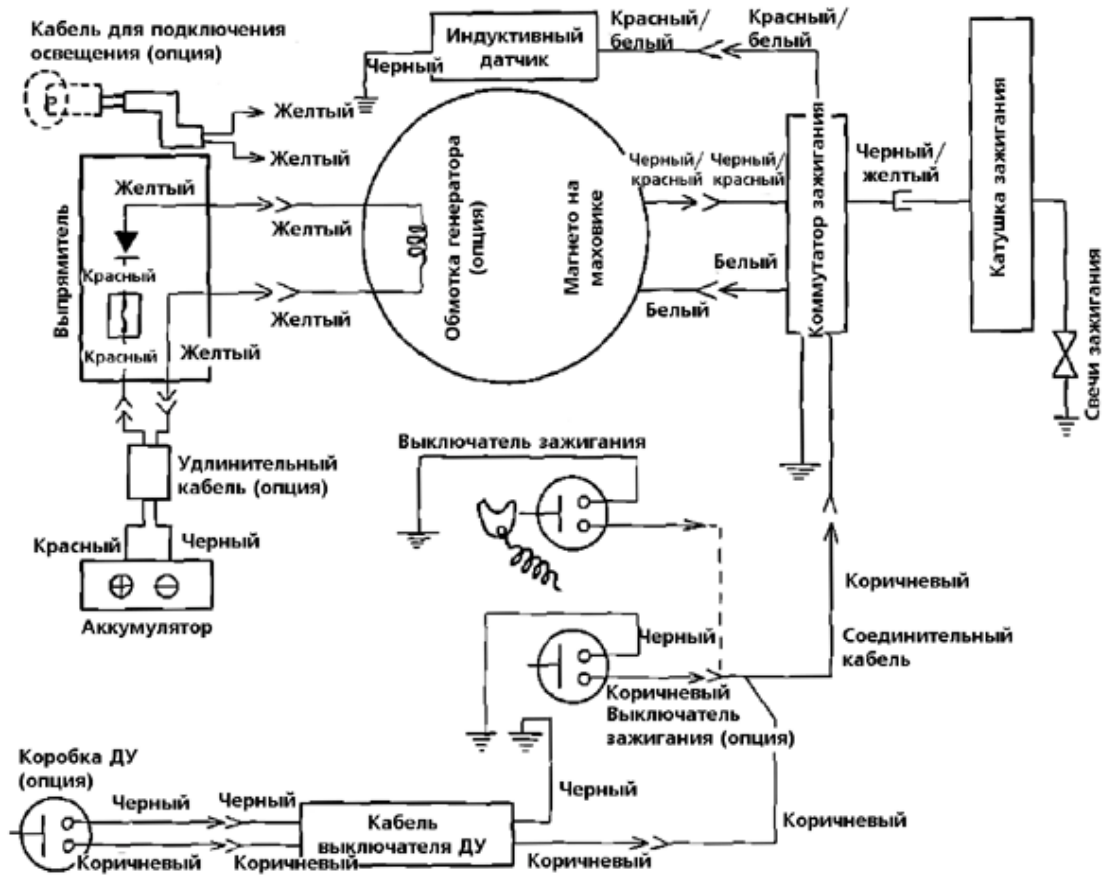 Кабель для подключения
освещения (опция)
Желтый
Желтый
Черный
Индуктивный
датчик
Красный/
белый
Красный/
белый
Выпрямитель
Желтый
Красный
Красный
Желтый
Желтый
Желтый
Обмотка генератора
(опция)
Магнето на
маховике
Черный/
красный
Черный/
красный
Белый
Белый
Коммутатор зажигания
Черный/
желтый
Катушка зажигания
Свечи зажигания
Удлинительный
кабель (опция)
Красный
Черный
Аккумулятор
Выключатель зажигания
Черный
Коричневый
Выключатель
зажигания (опция)
Коричневый
Соединительный
кабель
Коробка ДУ
(опция)
Черный
Черный
Коричневый
Коричневый
Кабель
выключателя ДУ
Черный
Коричневый
Коричневый